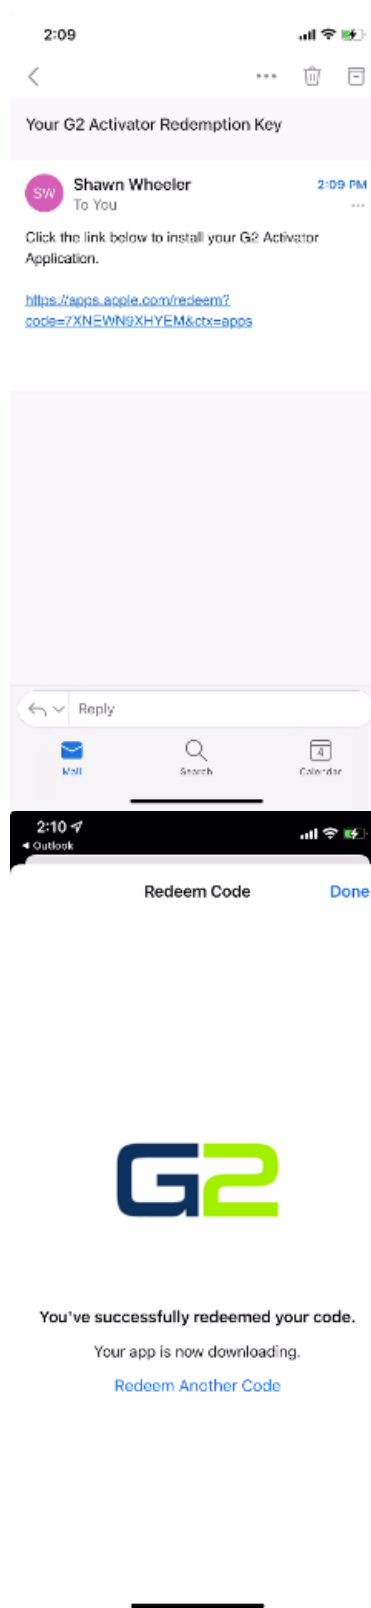 2:09
Your G2 Activator Redemption Key
SW
Shawn Wheeler
2:09 PM
To You
Click the link below to install your G2 Activator
Application.
https://apps.apple.com/redeem?
code=7XNEWN9XHYEM&ctx=apps
Reply
4
Mail
Search
Calendar
2:10
Outlook
Redeem Code
Done
G2
You've successfully redeemed your code.
Your app is now downloading.
Redeem Another Code